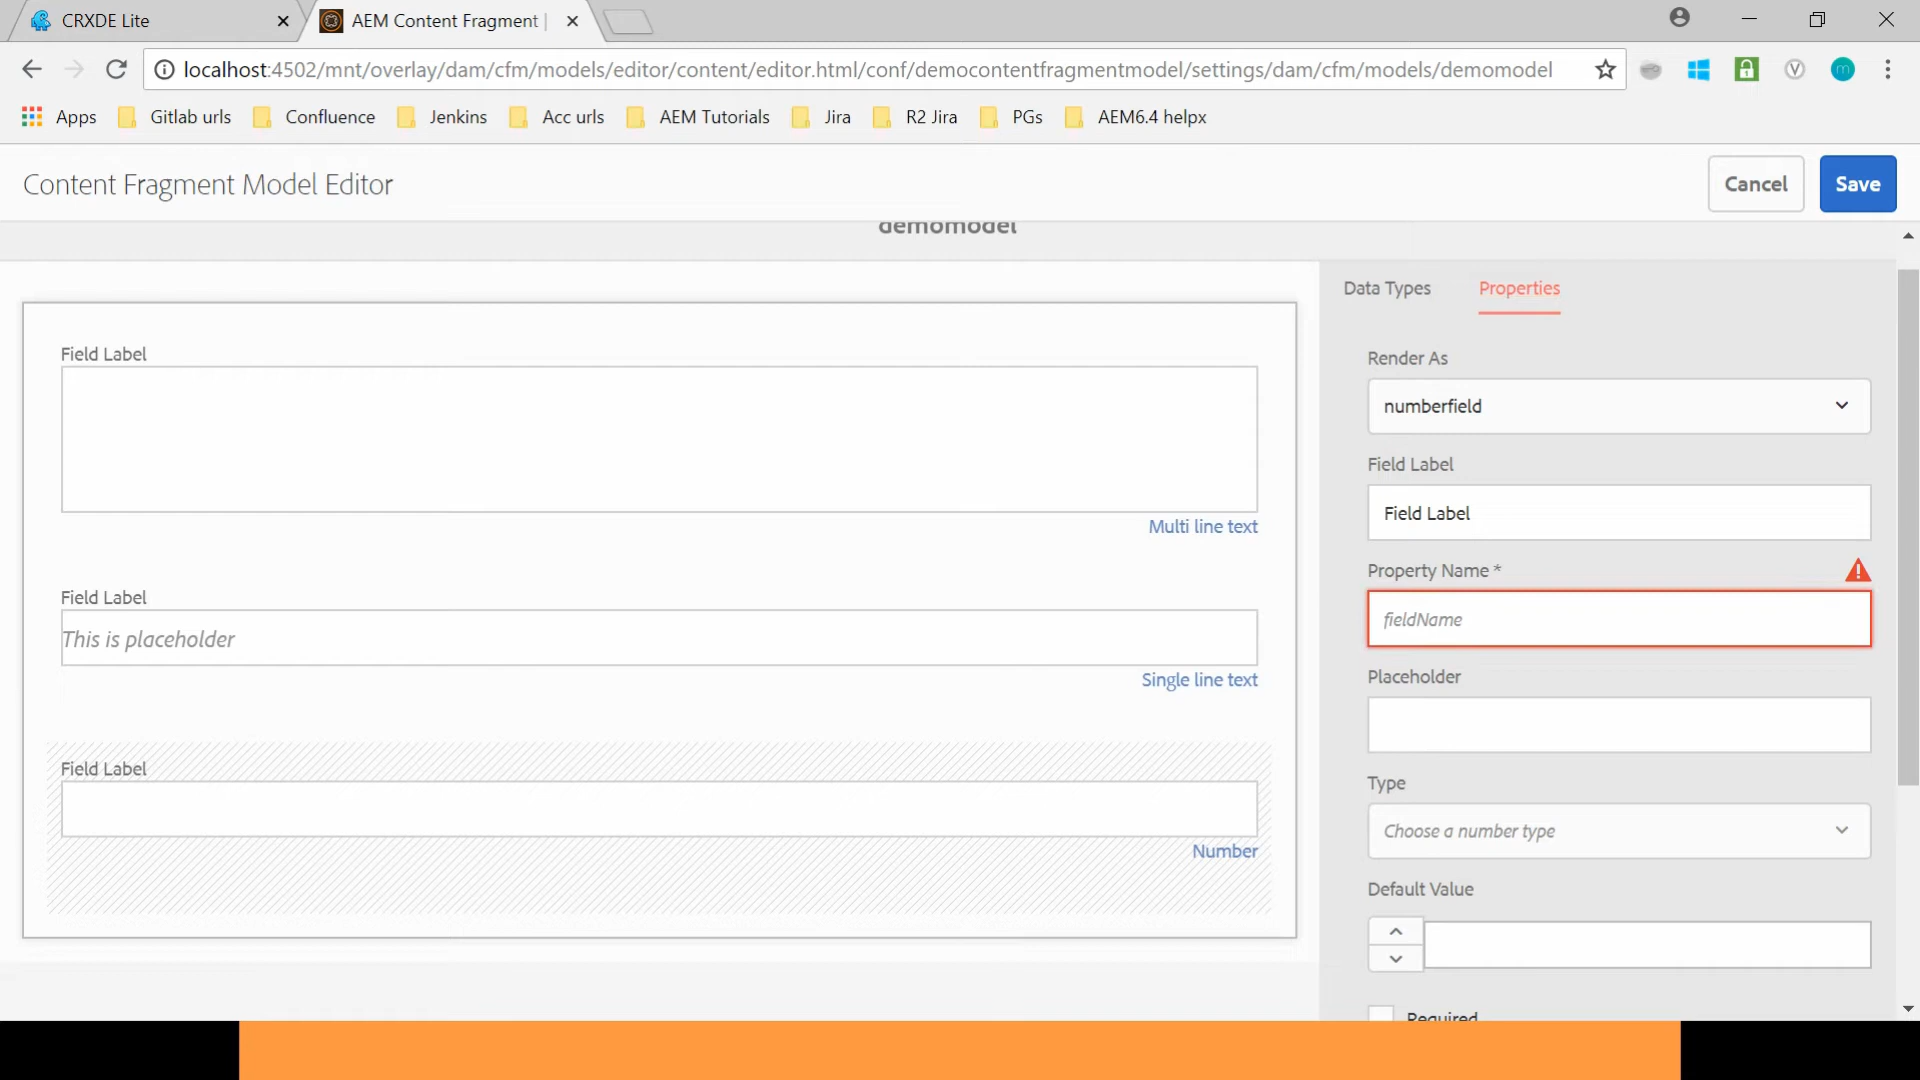 CRXDE Lite
AEM Content Fragment |
localhost:4502/mnt/overlay/dam/cfm/models/editor/content/editor.html/conf/democontentfragmentmodel/settings/dam/cfm/models/demomodel
V
m
Apps
Gitlab urls
Confluence
Jenkins
Acc urls
AEM Tutorials
Jira
R2 Jira
PGs
AEM6.4 helpx
Content Fragment Model Editor
Cancel
Save
demomodel
Field Label
Multi line text
Field Label
This is placeholder
Single line text
Field Label
Number
Data Types
Properties
Render As
numberfield
Field Label
Field Label
Property Name *
fieldName
Placeholder
Type
Choose a number type
Default Value
Required